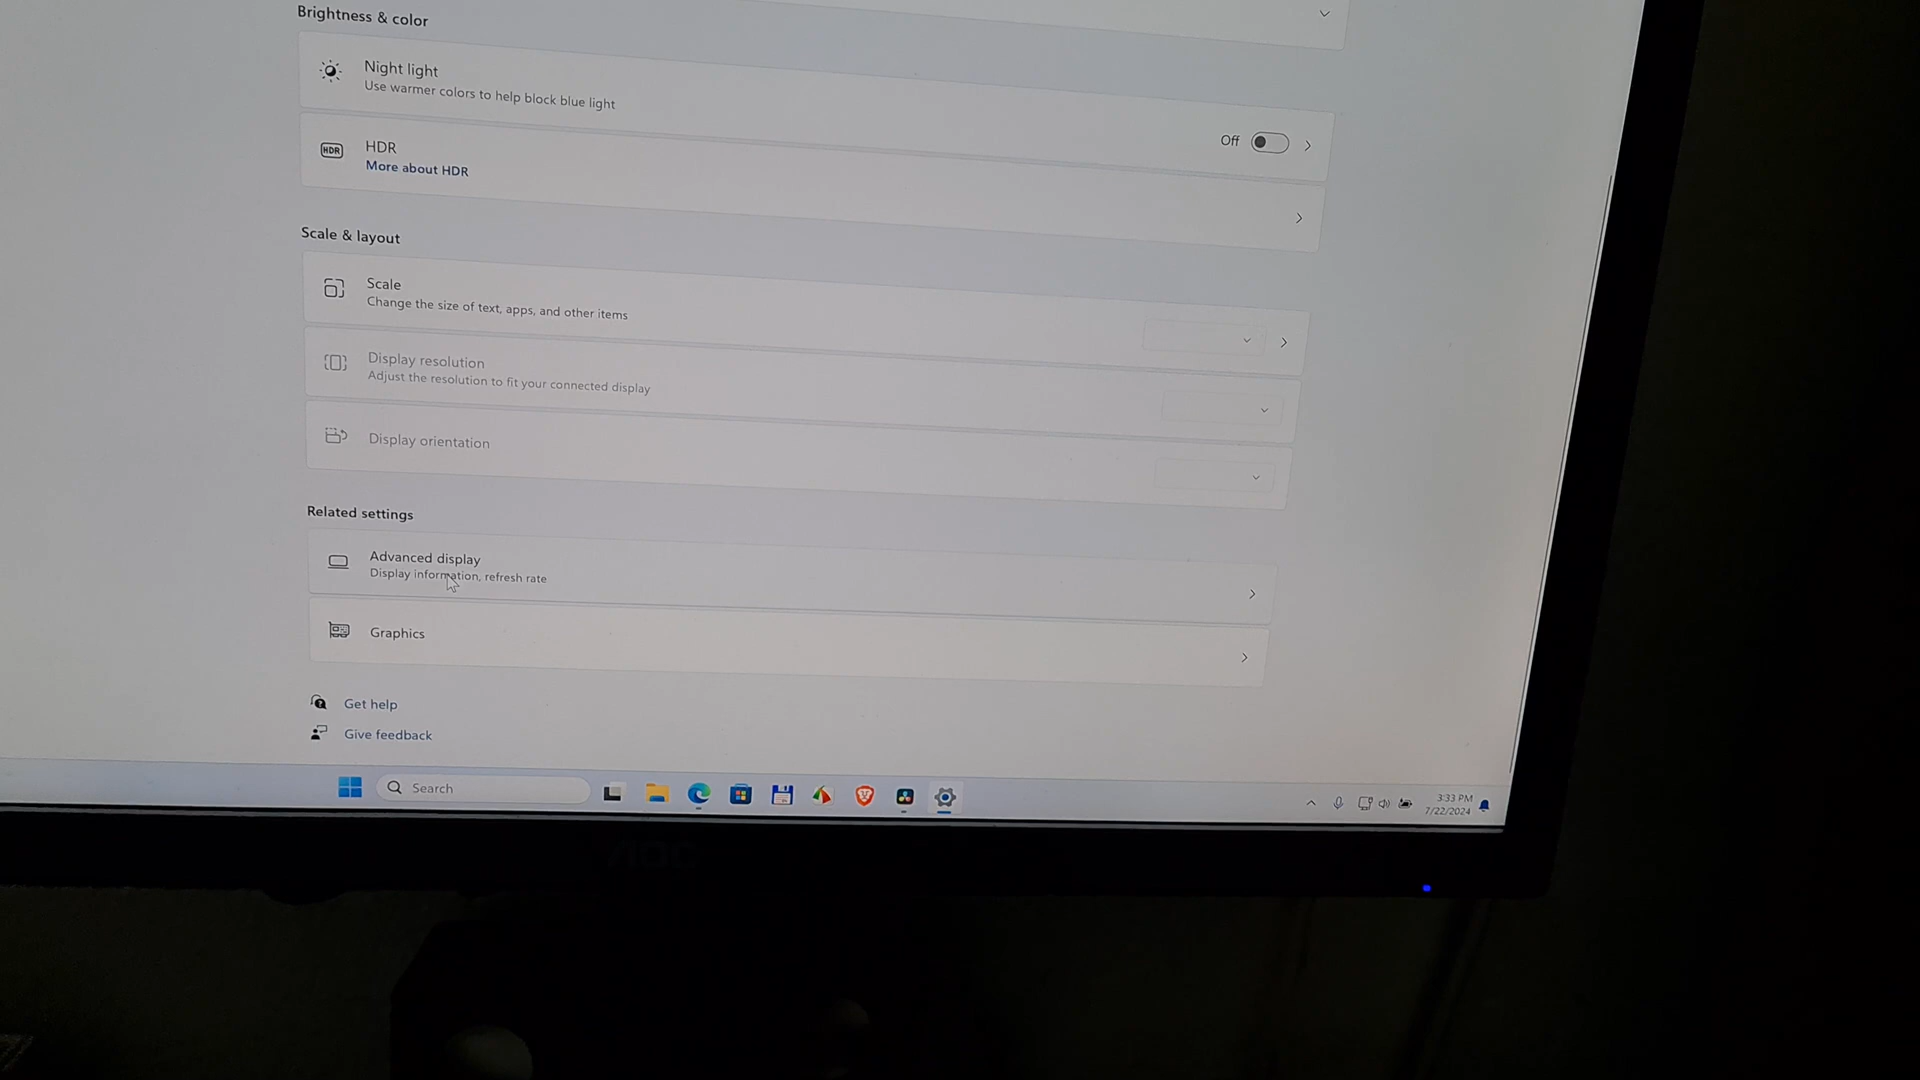 Brightness & color
Night light
Use warmer colors to help block blue light
Off
HDR
HDR
More about HDR
Scale & layout
Scale
Change the size of text, apps, and other items
Display resolution
Adjust the resolution to fit your connected display
Display orientation
Related settings
Advanced display
Display information, refresh rate
Graphics
Get help
Give feedback
Search
3:33 PM
7/22/2024
AOC